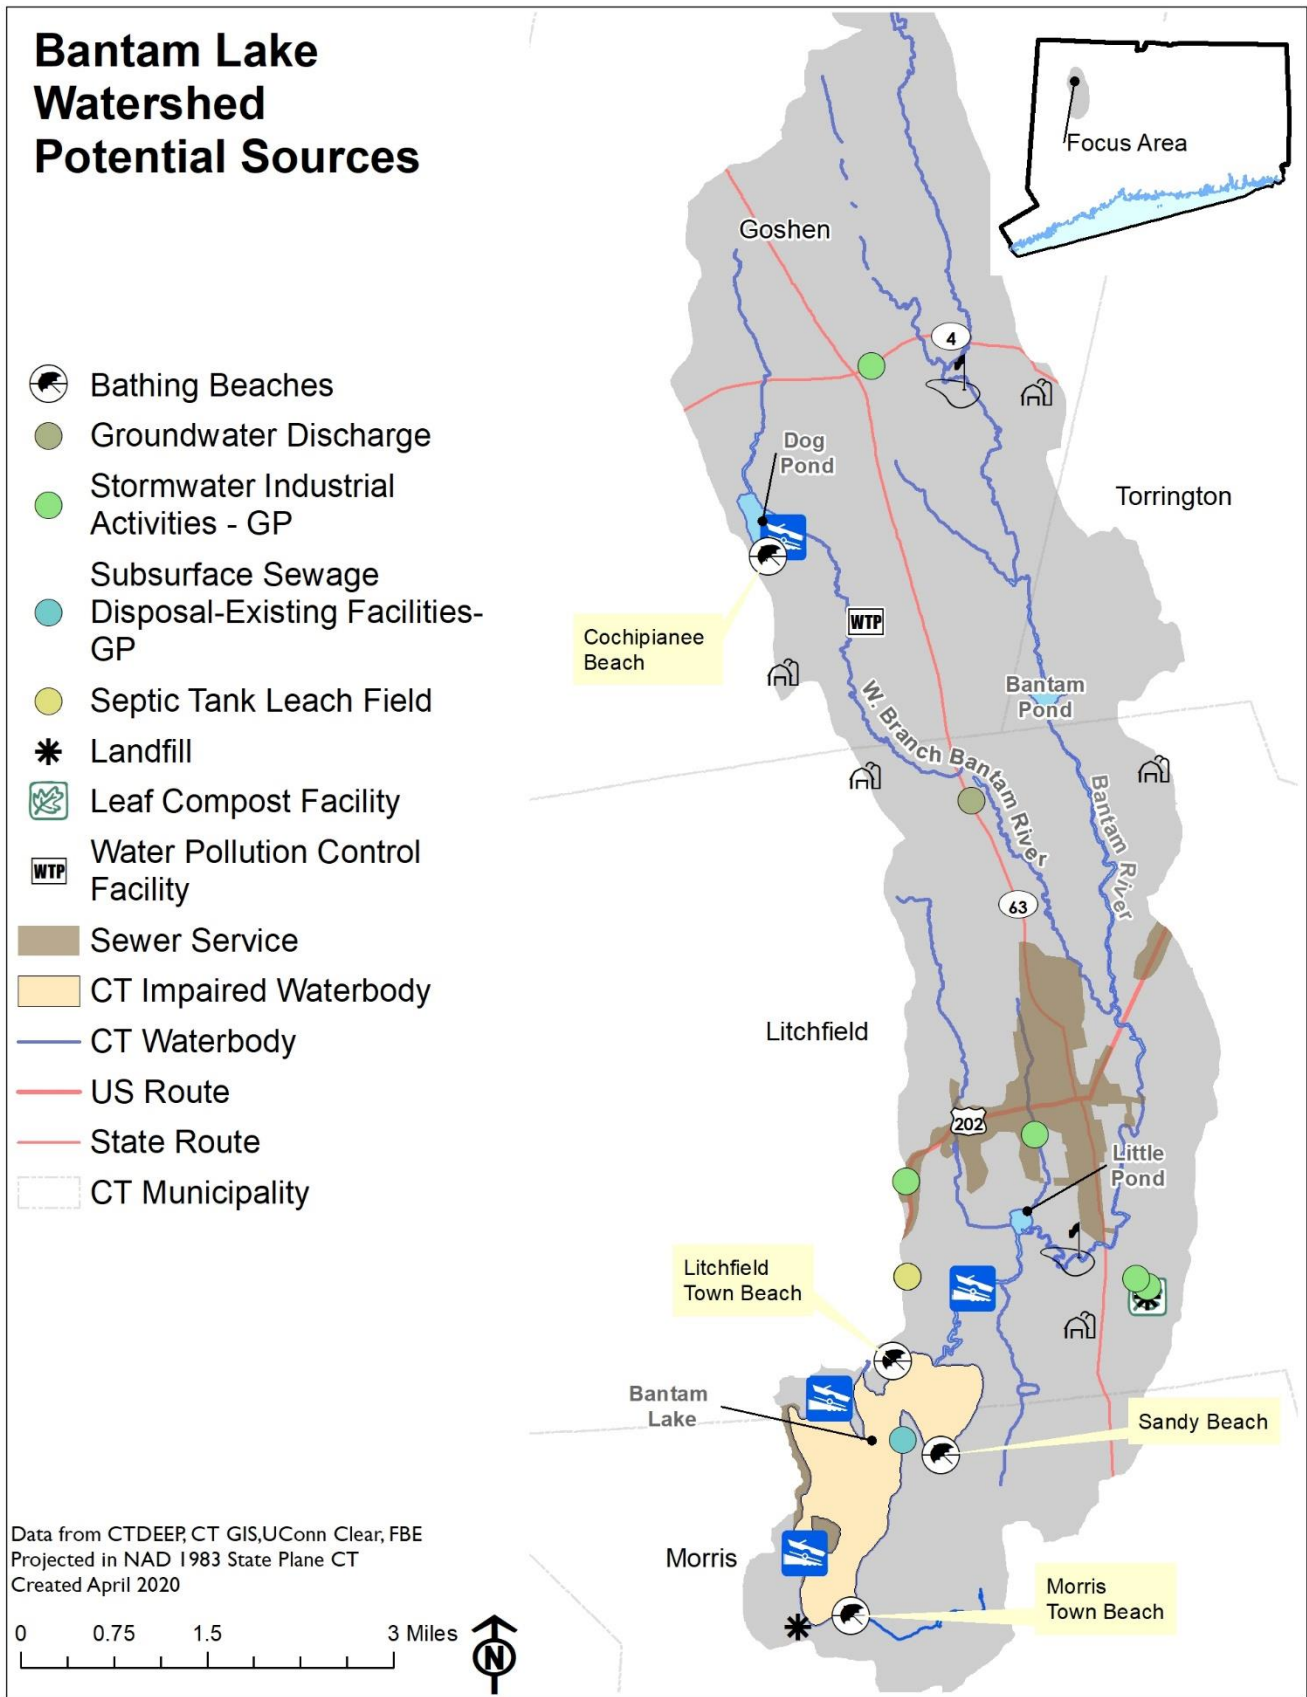 Bantam Lake
Watershed
Potential Sources
Focus Area
Goshen
4
Bathing Beaches
Groundwater Discharge
Stormwater Industrial
Activities - GP
Subsurface Sewage
Disposal-Existing Facilities-
GP
Septic Tank Leach Field
Landfill
Leaf Compost Facility
WTP
Water Pollution Control
Facility
Sewer Service
CT Impaired Waterbody
CT Waterbody
US Route
State Route
CT Municipality
Dog
Pond
Torrington
Cochipianee
Beach
WTP
Bantam
Pond
W. Branch Bantam River
Bantam River
63
Litchfield
202
Little
Pond
Litchfield
Town Beach
Bantam
Lake
Sandy Beach
Morris
Morris
Town Beach
Data from CTDEEP, CT GIS,UConn Clear, FBE
Projected in NAD 1983 State Plane CT
Created April 2020
0 0.75 1.5 3 Miles
N